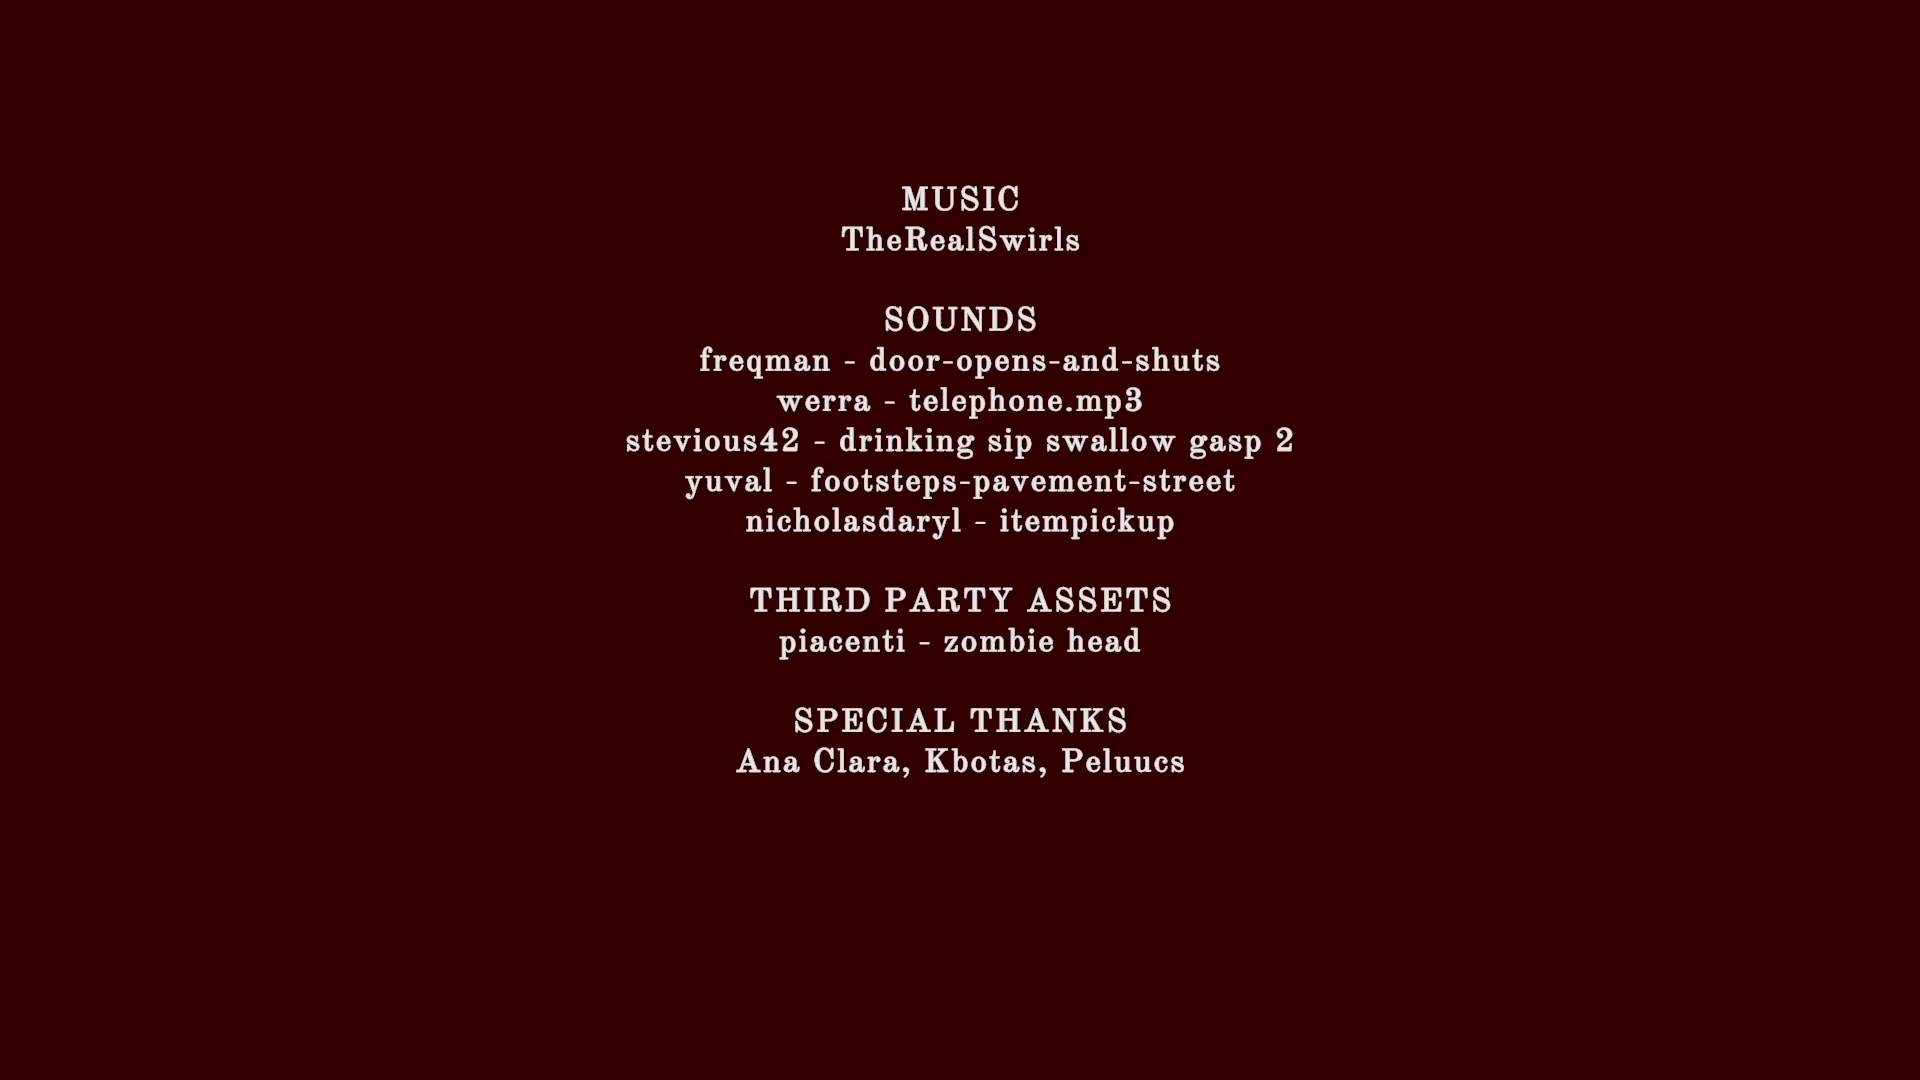 MUSIC
TheRealSwirls
SOUNDS
freqman - door-opens-and-shuts
werra - telephone.mp3
stevious42 - drinking sip swallow gasp 2
yuval - footsteps-pavement-street
nicholasdaryl - itempickup
THIRD PARTY ASSETS
piacenti - zombie head
SPECIAL THANKS
Ana Clara, Kbotas, Peluucs